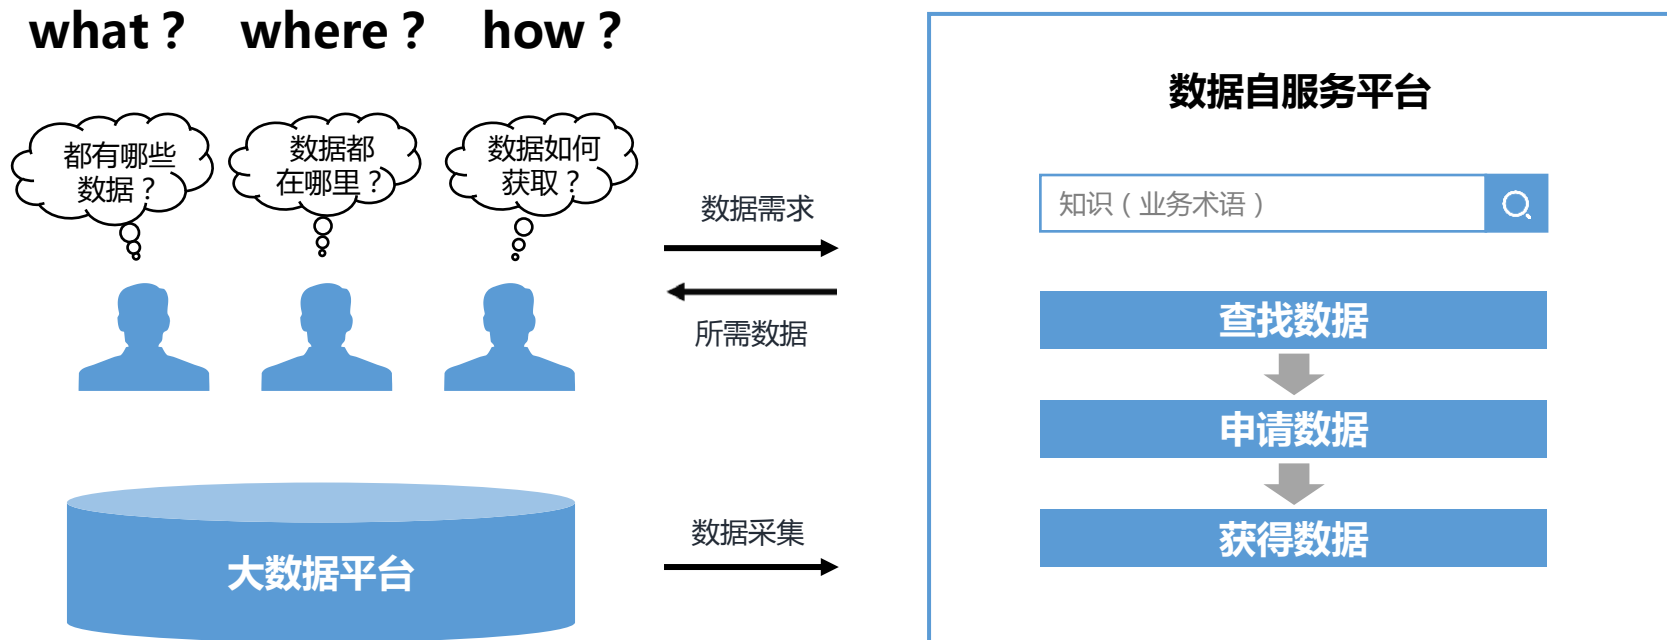 what？ where？ how？
都有哪些
数据？
数据都
在哪里？
数据如何
获取？
数据需求
所需数据
大数据平台
数据采集
数据自服务平台
知识（业务术语）
查找数据
申请数据
获得数据